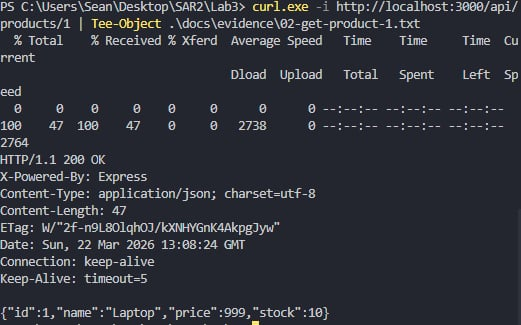 PS C:\Users\Sean\Desktop\SAR2\Lab3> curl.exe -i http://localhost:3000/api/
products/1 | Tee-Object .\docs\evidence\02-get-product-1.txt
  % Total    % Received % Xferd  Average Speed   Time    Time     Time  Cu
rrent
                                 Dload  Upload   Total   Spent    Left  Sp
eed
  0     0    0     0    0     0      0      0 --:--:-- --:--:-- --:--:--
100    47  100    47    0     0   2738      0 --:--:-- --:--:-- --:--:--
2764
HTTP/1.1 200 OK
X-Powered-By: Express
Content-Type: application/json; charset=utf-8
Content-Length: 47
ETag: W/"2f-n9L8OlqhOJ/kXNHYGnK4AkpgJyw"
Date: Sun, 22 Mar 2026 13:08:24 GMT
Connection: keep-alive
Keep-Alive: timeout=5

{"id":1,"name":"Laptop","price":999,"stock":10}